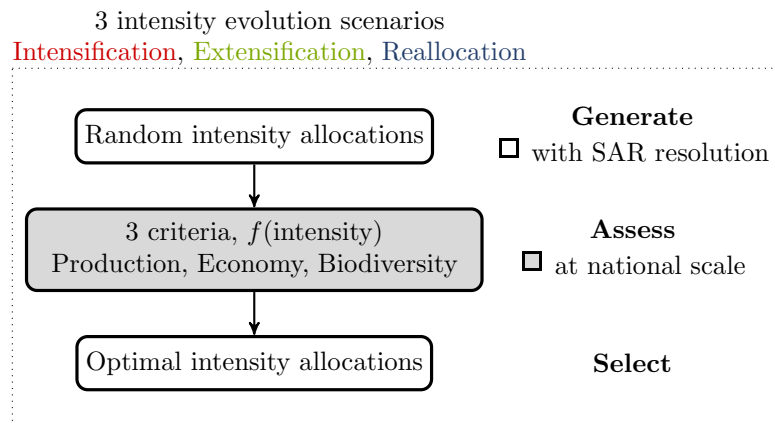 3 intensity evolution scenarios
Intensification, Extensification, Reallocation
Random intensity allocations
Generate
with SAR resolution
3 criteria, f(intensity)
Production, Economy, Biodiversity
Assess
at national scale
Optimal intensity allocations
Select